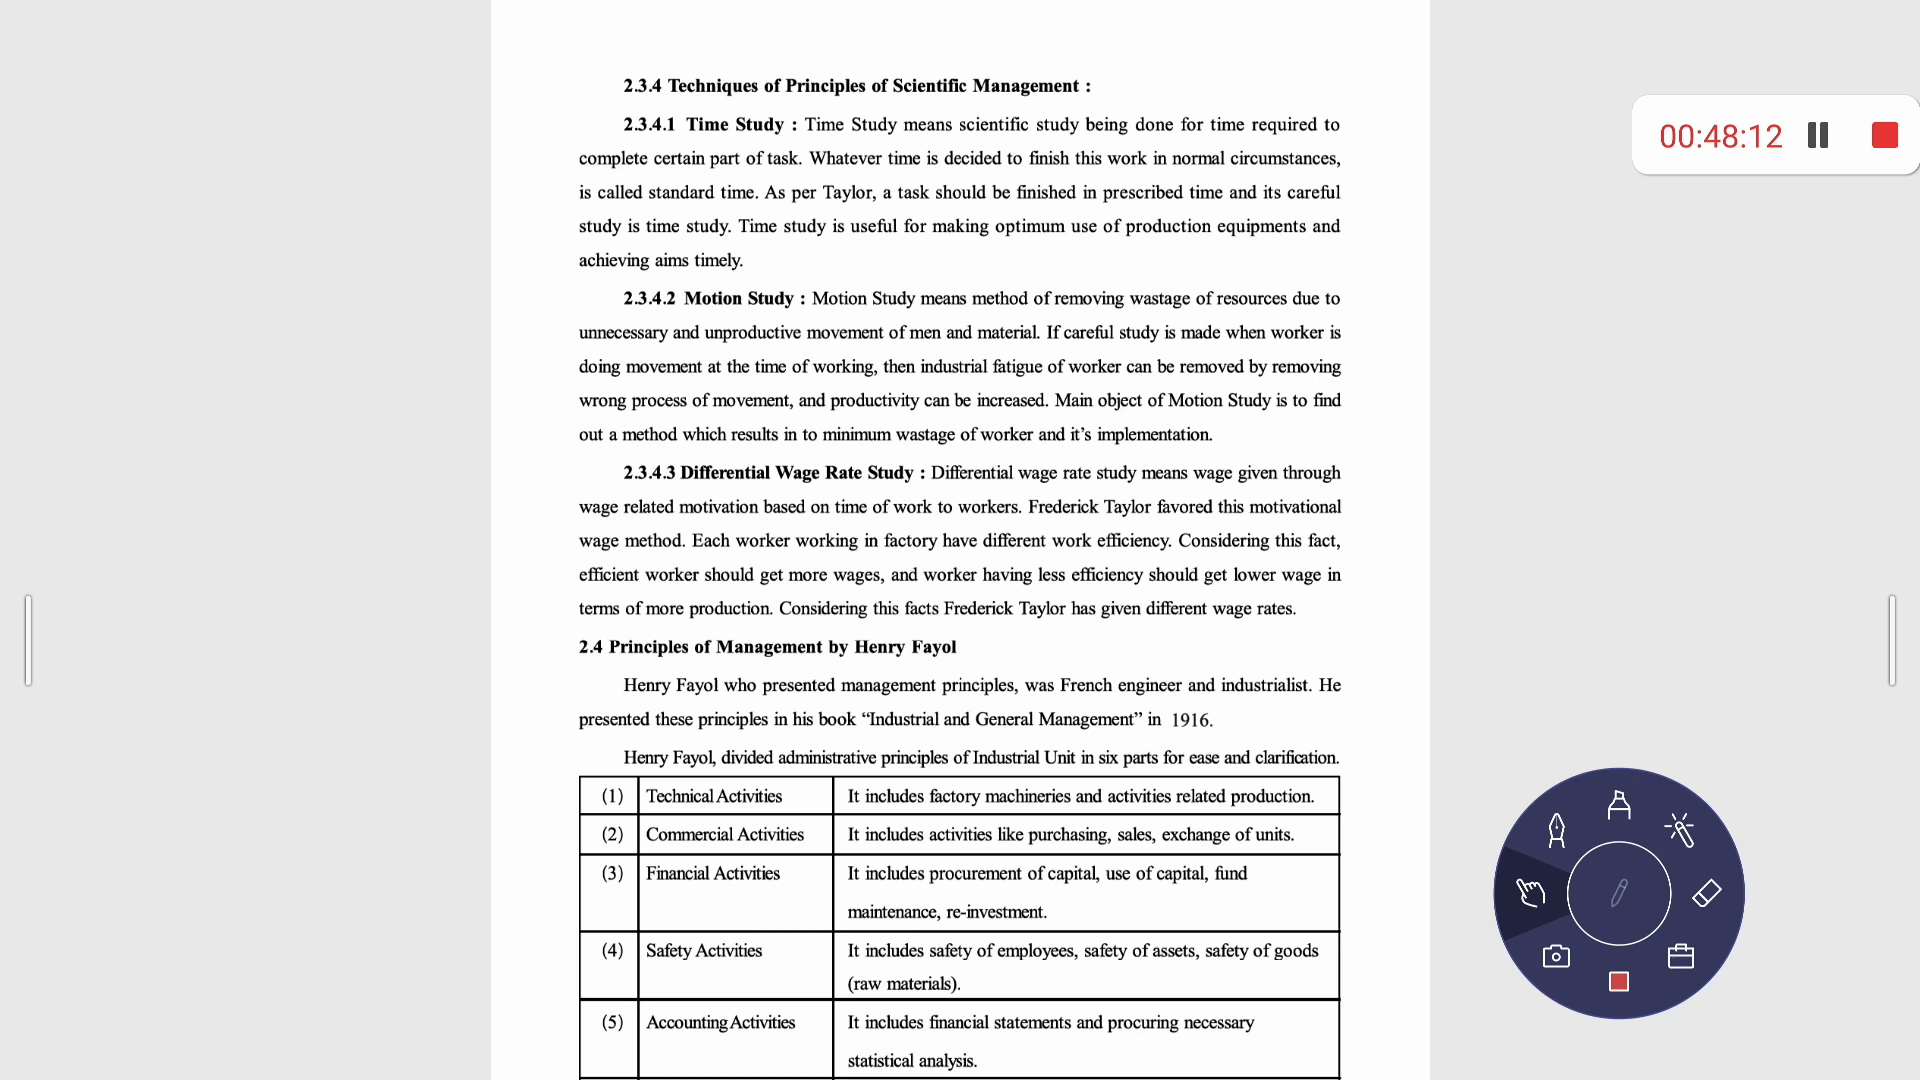 2.3.4 Techniques of Principles of Scientific Management :
2.3.4.1 Time Study : Time Study means scientific study being done for time required to
complete certain part of task. Whatever time is decided to finish this work in normal circumstances,
is called standard time. As per Taylor, a task should be finished in prescribed time and its careful
study is time study. Time study is useful for making optimum use of production equipments and
achieving aims timely.
2.3.4.2 Motion Study : Motion Study means method of removing wastage of resources due to
unnecessary and unproductive movement of men and material. If careful study is made when worker is
doing movement at the time of working, then industrial fatigue of worker can be removed by removing
wrong process of movement, and productivity can be increased. Main object of Motion Study is to find
out a method which results in to minimum wastage of worker and it's implementation.
2.3.4.3 Differential Wage Rate Study : Differential wage rate study means wage given through
wage related motivation based on time of work to workers. Frederick Taylor favored this motivational
wage method. Each worker working in factory have different work efficiency. Considering this fact,
efficient worker should get more wages, and worker having less efficiency should get lower wage in
terms of more production. Considering this facts Frederick Taylor has given different wage rates.
2.4 Principles of Management by Henry Fayol
Henry Fayol who presented management principles, was French engineer and industrialist. He
presented these principles in his book “Industrial and General Management” in 1916.
Henry Fayol, divided administrative principles of Industrial Unit in six parts for ease and clarification.
(1) Technical Activities It includes factory machineries and activities related production.
(2) Commercial Activities It includes activities like purchasing, sales, exchange of units.
(3) Financial Activities It includes procurement of capital, use of capital, fund
maintenance, re-investment.
(4) Safety Activities It includes safety of employees, safety of assets, safety of goods
(raw materials).
(5) Accounting Activities It includes financial statements and procuring necessary
statistical analysis.
00:48:12